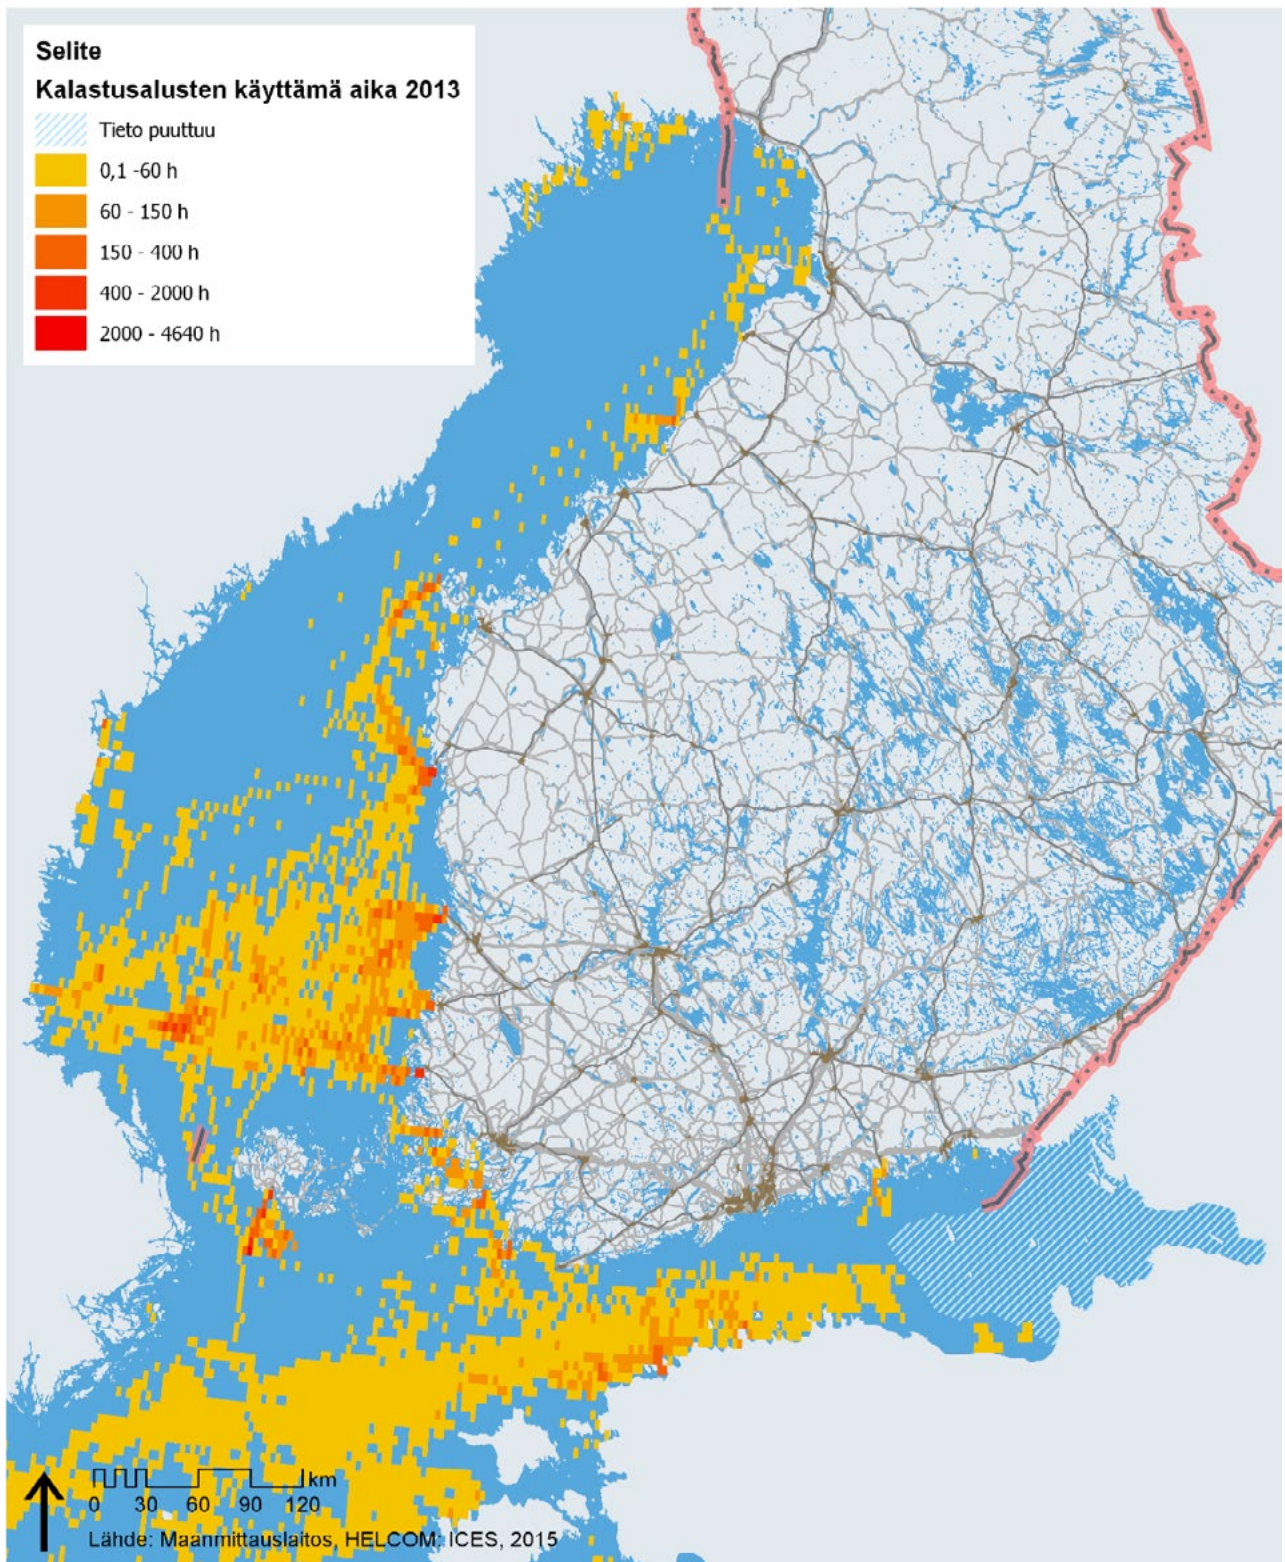 Selite
Kalastusalusten käyttämä aika 2013
Tieto puuttuu
0,1 -60 h
60 - 150 h
150 - 400 h
400 - 2000 h
2000 - 4640 h
km
0 30 60 90 120
Lähde: Maanmittauslaitos, HELCOM: ICES, 2015